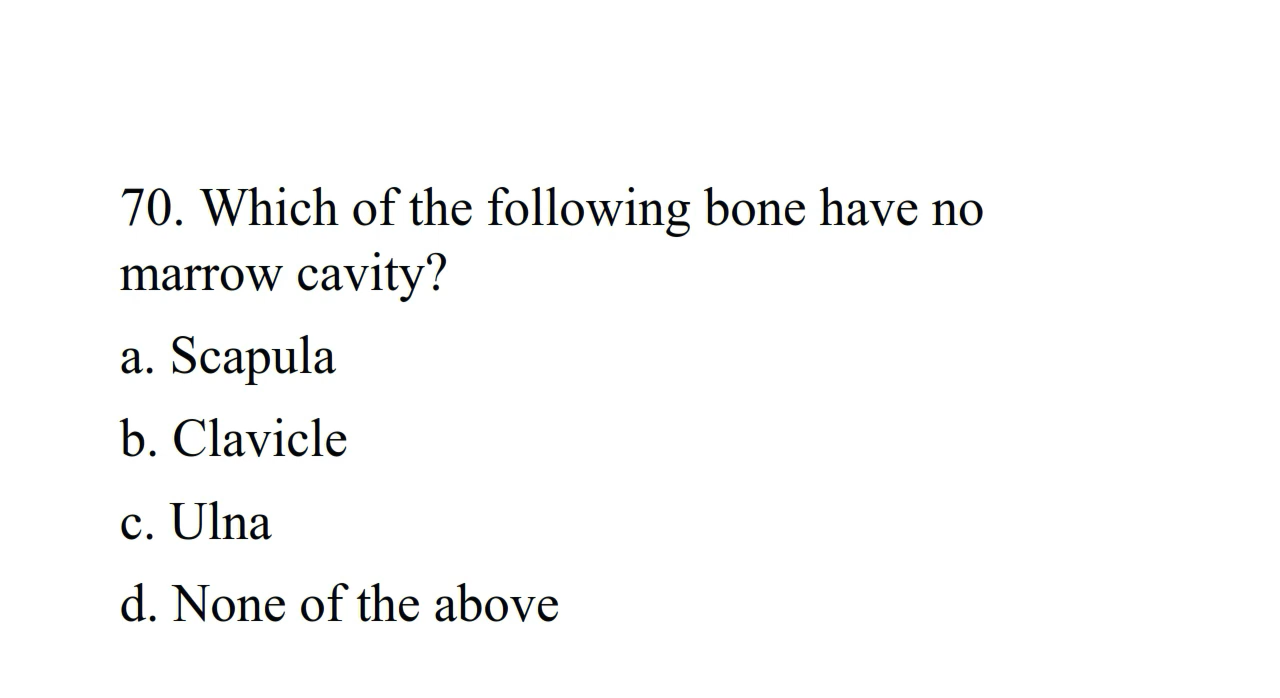 70. Which of the following bone have no
marrow cavity?
a. Scapula
b. Clavicle
c. Ulna
d. None of the above